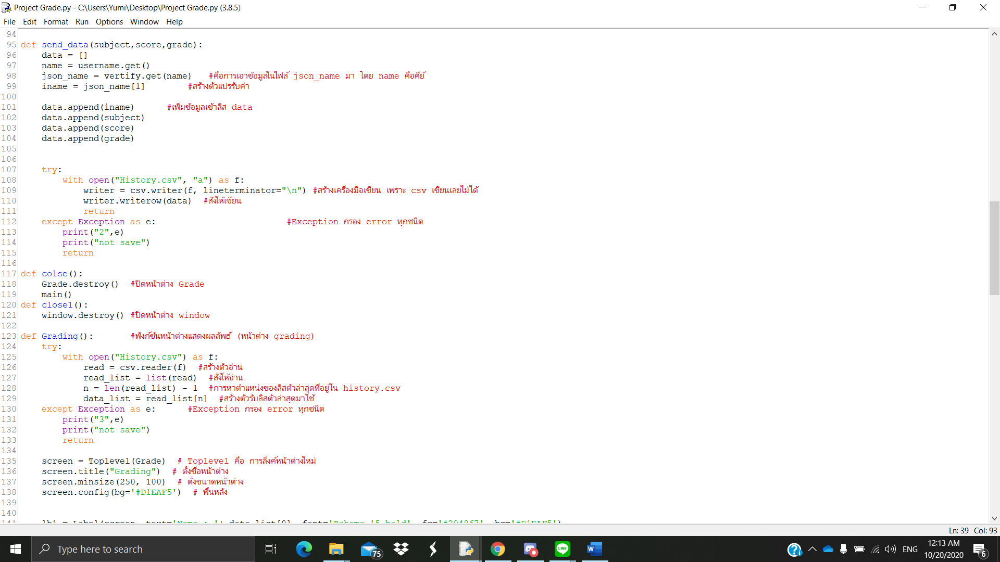 Project Grade.py - C:\Users\Yumi\Desktop\Project Grade.py (3.8.5)
File Edit Format Run Options Window Help
94
95 def send_data(subject,score,grade):
96 data = []
97 name = username.get()
98 json_name = vertify.get(name) #คือการเอาข้อมูลในไฟล์ json_name มา โดย name คือคีย์
99 iname = json_name[1] #สร้างตัวแปรรับค่า
100
101 data.append(iname) #เพิ่มข้อมูลเข้าลิส data
102 data.append(subject)
103 data.append(score)
104 data.append(grade)
105
106
107 try:
108 with open("History.csv", "a") as f:
109 writer = csv.writer(f, lineterminator="\n") #สร้างเครื่องมือเขียน เพราะ csv เขียนเลยไม่ได้
110 writer.writerow(data) #สั่งให้เขียน
111 return
112 except Exception as e: #Exception กรอง error ทุกชนิด
113 print("2",e)
114 print("not save")
115 return
116
117 def colse():
118 Grade.destroy() #ปิดหน้าต่าง Grade
119 main()
120 def close1():
121 window.destroy() #ปิดหน้าต่าง window
122
123 def Grading(): #ฟังก์ชันหน้าต่างแสดงผลลัพธ์ (หน้าต่าง grading)
124 try:
125 with open("History.csv") as f:
126 read = csv.reader(f) #สร้างตัวอ่าน
127 read_list = list(read) #สั่งให้อ่าน
128 n = len(read_list) - 1 #การหาตำแหน่งของลิสตัวล่าสุดที่อยู่ใน history.csv
129 data_list = read_list[n] #สร้างตัวรับลิสตัวล่าสุดมาใช้
130 except Exception as e: #Exception กรอง error ทุกชนิด
131 print("3",e)
132 print("not save")
133 return
134
135 screen = Toplevel(Grade) # Toplevel คือ การลิ้งค์หน้าต่างใหม่
136 screen.title("Grading") # ตั้งชื่อหน้าต่าง
137 screen.minsize(250, 100) # ตั้งขนาดหน้าต่าง
138 screen.config(bg='#D1EAF5') # พื้นหลัง
139
140
141 lb1 = Label(screen, text='Name : '+ data_list[0], font='Tahoma 15 bold', fg='#294867', bg='#D1EAF5')
Ln: 39 Col: 93
Type here to search
75
LINE
W
ENG
12:13 AM
10/20/2020
6